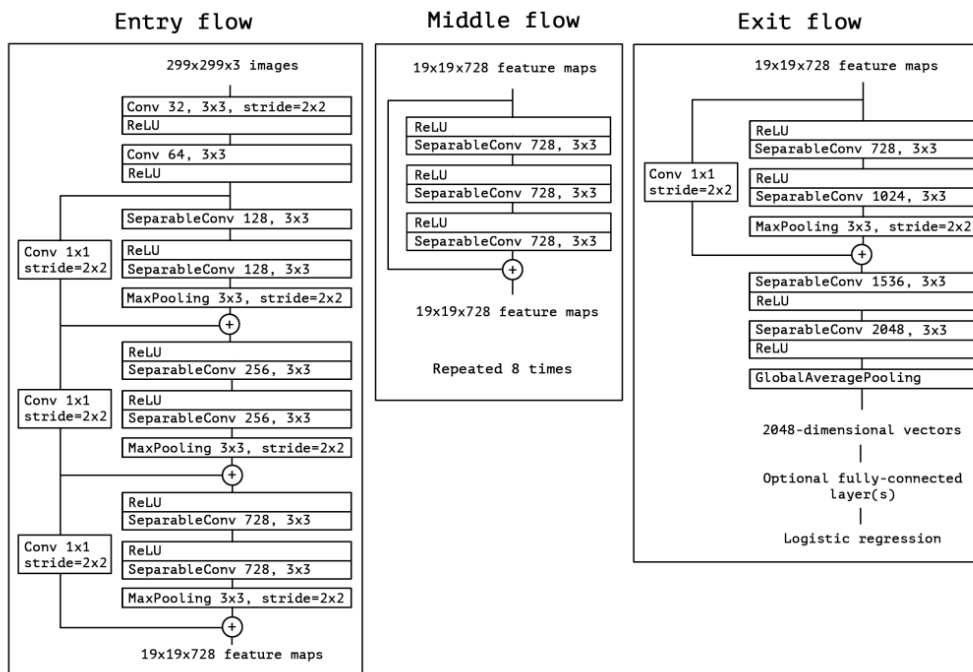 Entry flow
299x299x3 images
Conv 32, 3x3, stride=2x2
ReLU
Conv 64, 3x3
ReLU
SeparableConv 128, 3x3
Conv 1x1
stride=2x2
ReLU
SeparableConv 128, 3x3
MaxPooling 3x3, stride=2x2
+
ReLU
SeparableConv 256, 3x3
Conv 1x1
stride=2x2
ReLU
SeparableConv 256, 3x3
MaxPooling 3x3, stride=2x2
+
ReLU
SeparableConv 728, 3x3
Conv 1x1
stride=2x2
ReLU
SeparableConv 728, 3x3
MaxPooling 3x3, stride=2x2
+
19x19x728 feature maps
Middle flow
19x19x728 feature maps
ReLU
SeparableConv 728, 3x3
ReLU
SeparableConv 728, 3x3
ReLU
SeparableConv 728, 3x3
+
19x19x728 feature maps
Repeated 8 times
Exit flow
19x19x728 feature maps
ReLU
SeparableConv 728, 3x3
Conv 1x1
stride=2x2
ReLU
SeparableConv 1024, 3x3
MaxPooling 3x3, stride=2x2
+
SeparableConv 1536, 3x3
ReLU
SeparableConv 2048, 3x3
ReLU
GlobalAveragePooling
2048-dimensional vectors
Optional fully-connected
layer(s)
Logistic regression